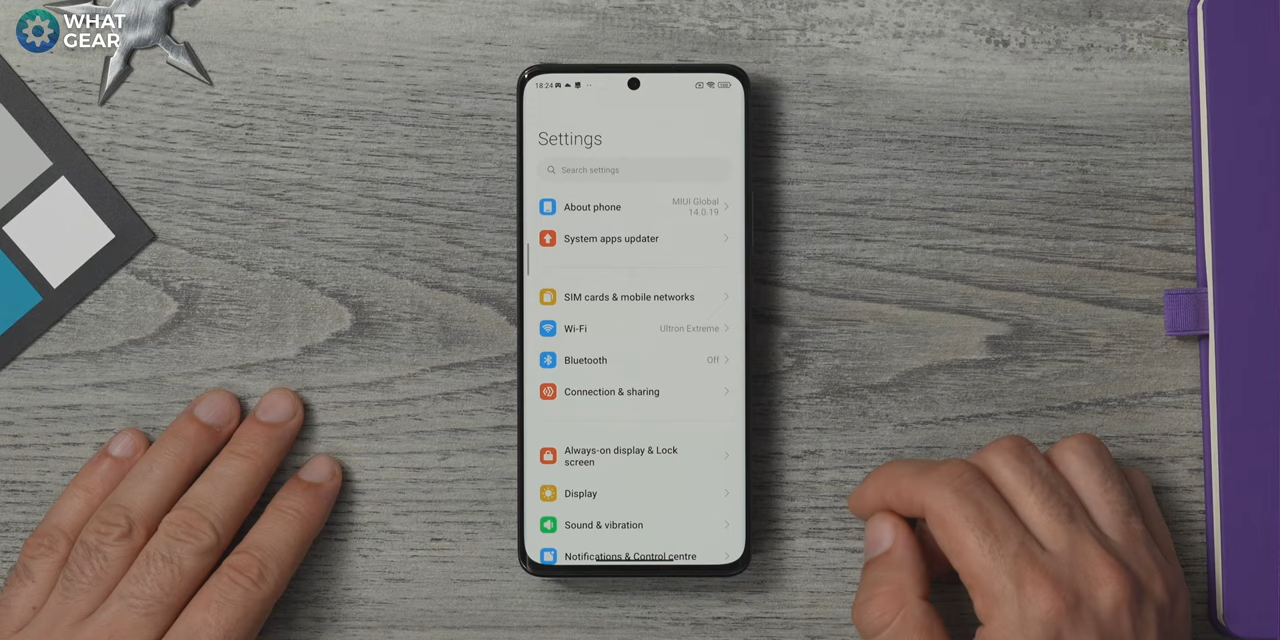 WHAT
GEAR
18:24
Settings
Search settings
About phone
MIUI Global
14.0.19
System apps updater
SIM cards & mobile networks
Wi-Fi
Ultron Extreme
Bluetooth
Off
Connection & sharing
Always-on display & Lock
screen
Display
Sound & vibration
Notifications & Control centre